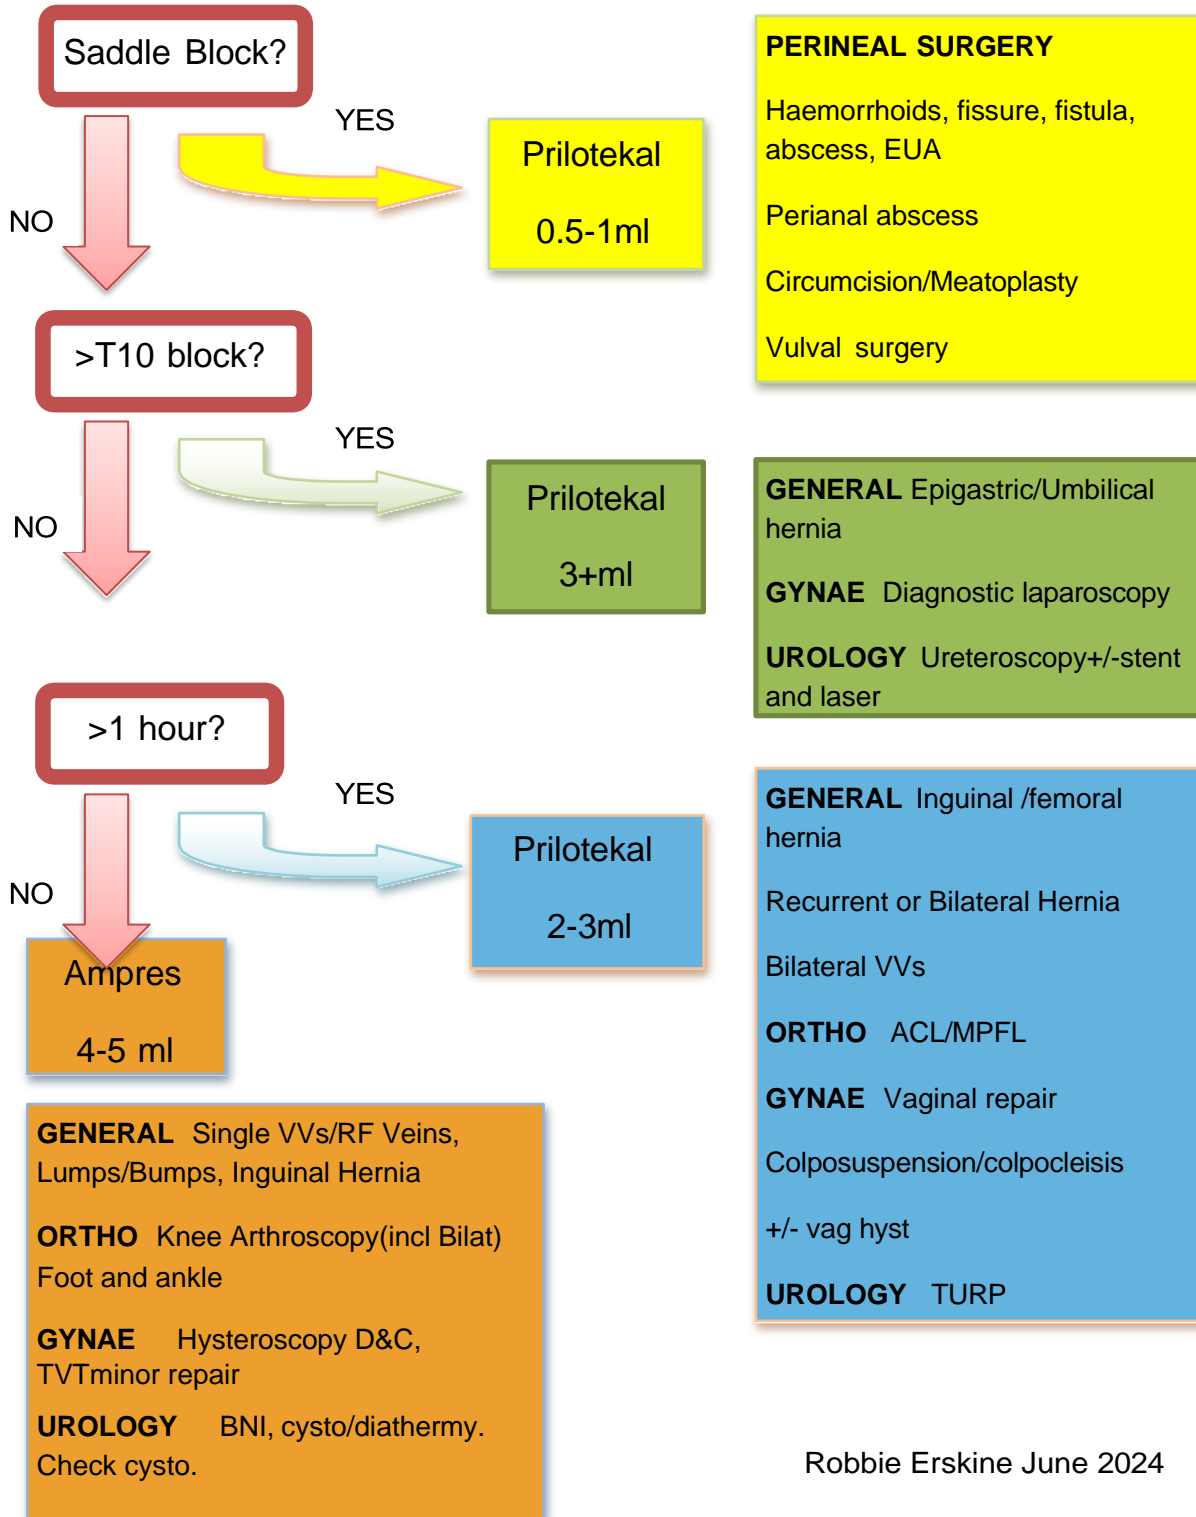 Saddle Block?
YES
NO
Prilotekal
0.5-1ml
PERINEAL SURGERY
Haemorrhoids, fissure, fistula,
abscess, EUA
Perianal abscess
Circumcision/Meatoplasty
Vulval surgery
>T10 block?
YES
NO
Prilotekal
3+ml
GENERAL Epigastric/Umbilical
hernia
GYNAE Diagnostic laparoscopy
UROLOGY Ureteroscopy+/-stent
and laser
>1 hour?
YES
NO
Prilotekal
2-3ml
GENERAL Inguinal /femoral
hernia
Recurrent or Bilateral Hernia
Bilateral VVs
ORTHO ACL/MPFL
GYNAE Vaginal repair
Colposuspension/colpocleisis
+/- vag hyst
UROLOGY TURP
Ampres
4-5 ml
GENERAL Single VVs/RF Veins,
Lumps/Bumps, Inguinal Hernia
ORTHO Knee Arthroscopy(incl Bilat)
Foot and ankle
GYNAE Hysteroscopy D&C,
TVTminor repair
UROLOGY BNI, cysto/diathermy.
Check cysto.
Robbie Erskine June 2024